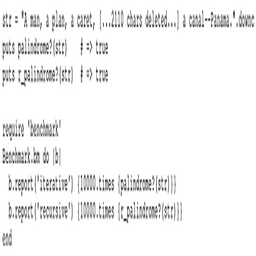 str = "A man, a plan, a caret, [...2110 chars deleted...] a canal--Panama.".downc
puts palindrome?(str)   # => true
puts r_palindrome?(str)  # => true
require 'benchmark'
Benchmark.bm do |b|
b.report('iterative') {10000.times {palindrome?(str)}}
b.report('recursive') {10000.times {r_palindrome?(str)}}
end